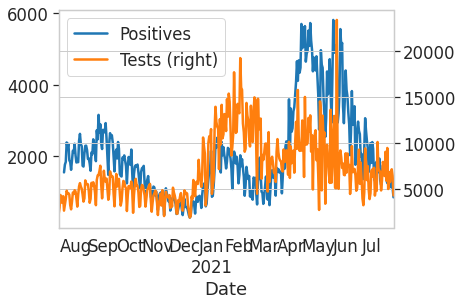 Positives
Tests (right)
6000
4000
2000
20000
15000
10000
5000
Aug Sep Oct Nov Dec Jan Feb Mar Apr May Jun Jul
2021
Date